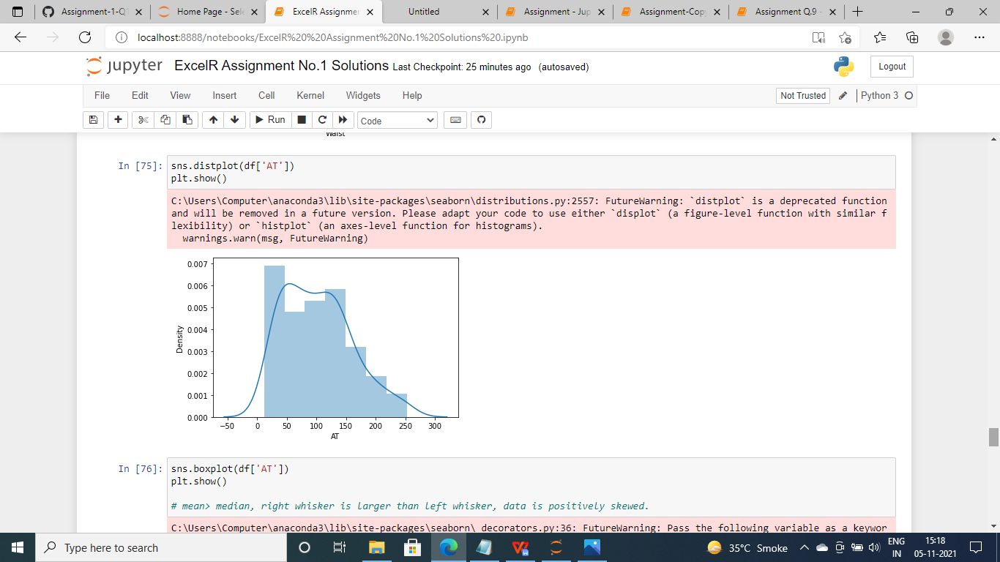 Assignment-1-Q1
Home Page - Sele
ExcelR Assignmen
Untitled
Assignment - Jup
Assignment-Copy
Assignment Q.9 -
localhost:8888/notebooks/ExcelR%20%20Assignment%20No.1%20Solutions%20.ipynb
jupyter ExcelR Assignment No.1 Solutions Last Checkpoint: 25 minutes ago (autosaved)
Logout
File Edit View Insert Cell Kernel Widgets Help
Not Trusted
Python 3
Run
Code
Waist
In [75]:
sns.distplot(df['AT'])
plt.show()
C:\Users\Computer\anaconda3\lib\site-packages\seaborn\distributions.py:2557: FutureWarning: `distplot` is a deprecated function
and will be removed in a future version. Please adapt your code to use either `displot` (a figure-level function with similar f
lexibility) or `histplot` (an axes-level function for histograms).
warnings.warn(msg, FutureWarning)
0.007
0.006
0.005
0.004
0.003
0.002
0.001
0.000
Density
−50 0 50 100 150 200 250 300
AT
In [76]:
sns.boxplot(df['AT'])
plt.show()
# mean> median, right whisker is larger than left whisker, data is positively skewed.
C:\Users\Computer\anaconda3\lib\site-packages\seaborn\_decorators.py:36: FutureWarning: Pass the following variable as a keywor
Type here to search
35°C Smoke
ENG
IN
15:18
05-11-2021